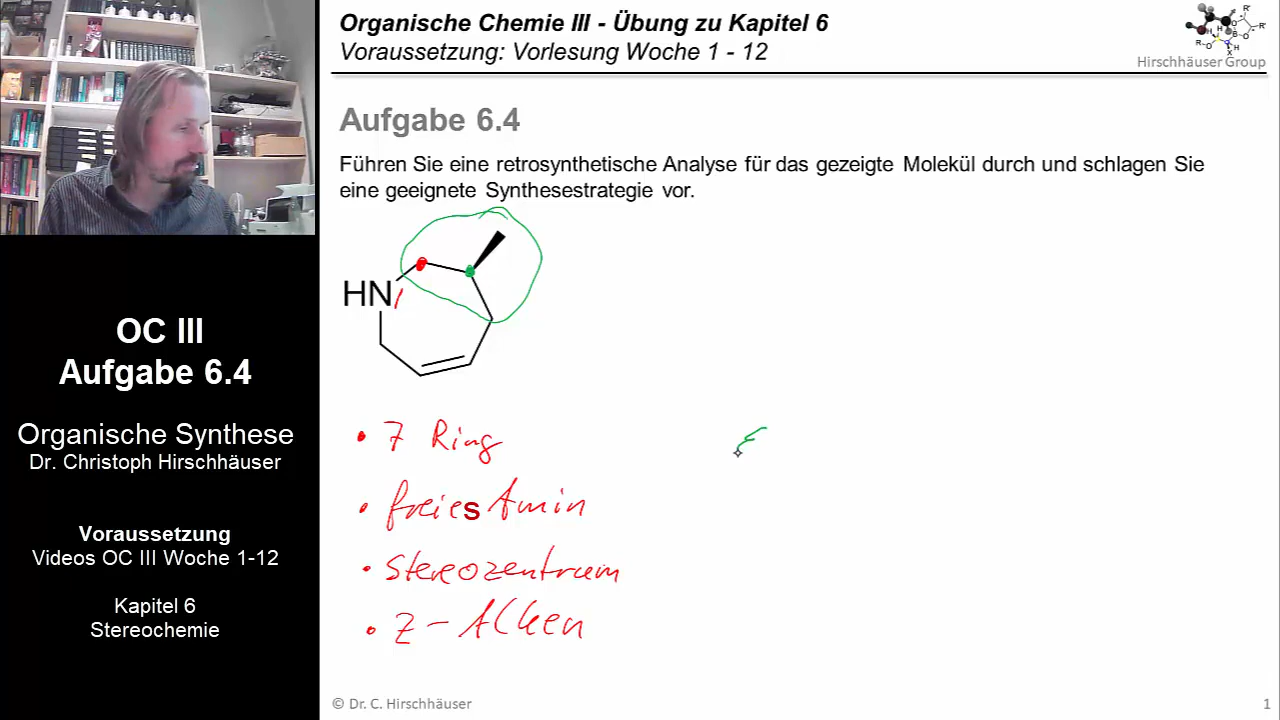 Organische Chemie III - Übung zu Kapitel 6
Voraussetzung: Vorlesung Woche 1 - 12
Hirschhäuser Group
Aufgabe 6.4
Führen Sie eine retrosynthetische Analyse für das gezeigte Molekül durch und schlagen Sie
eine geeignete Synthesestrategie vor.
HN
OC III
Aufgabe 6.4
Organische Synthese
Dr. Christoph Hirschhäuser
Voraussetzung
Videos OC III Woche 1-12
Kapitel 6
Stereochemie
• 7 Ring
• freies Amin
• Stereozentrum
• Z - Alken
© Dr. C. Hirschhäuser
1